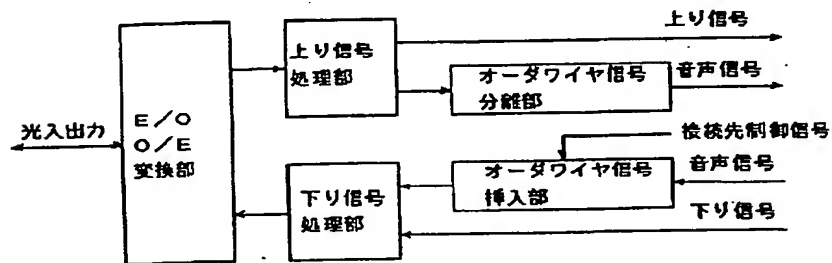 上り信号
上り信号
処理部
オーダワイヤ信号
分離部
音声信号
光入出力
E/O
O/E
変換部
接続先制御信号
オーダワイヤ信号
挿入部
音声信号
下り信号
処理部
下り信号